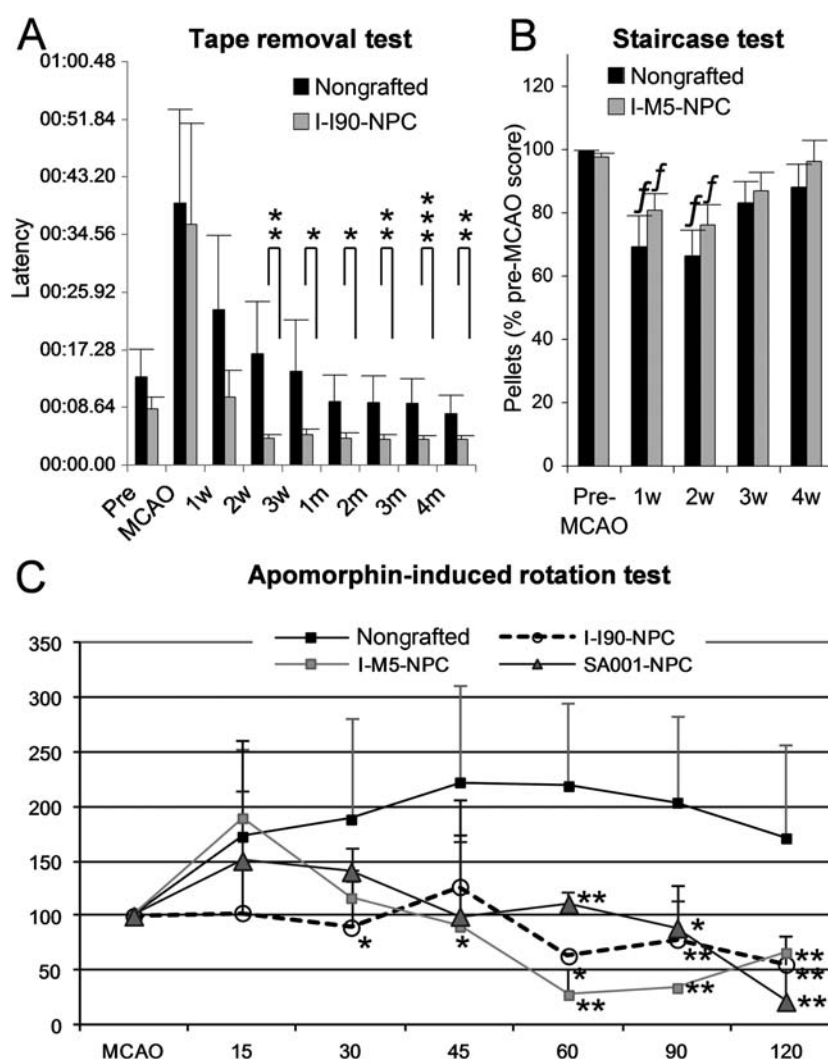 A
Tape removal test
01:00.48
00:51.84
00:43.20
00:34.56
00:25.92
00:17.28
00:08.64
00:00.00
Latency
Nongrafted
I-I90-NPC
** * * ** *** **
Pre MCAO 1w 2w 3w 1m 2m 3m 4m
B
Staircase test
120
100
80
60
40
20
0
Pellets (% pre-MCAO score)
Nongrafted
I-M5-NPC
ƒ ƒ ƒ ƒ
Pre- 1w 2w 3w 4w
MCAO
C
Apomorphin-induced rotation test
Nongrafted I-I90-NPC
I-M5-NPC SA001-NPC
350
300
250
200
150
100
50
0
**
*
* * ** **
* **
** ** **
MCAO 15 30 45 60 90 120